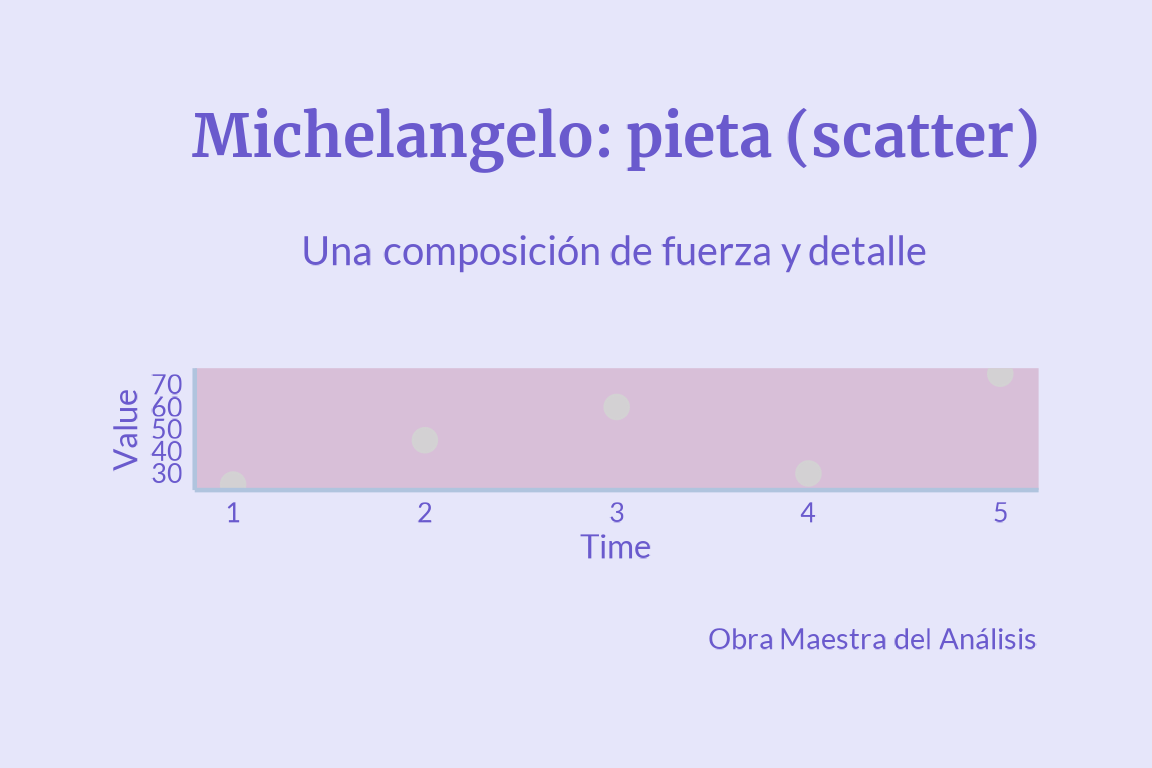 Michelangelo: pieta (scatter)
Una composición de fuerza y detalle
Value
70
60
50
40
30
1 2 3 4 5
Time
Obra Maestra del Análisis